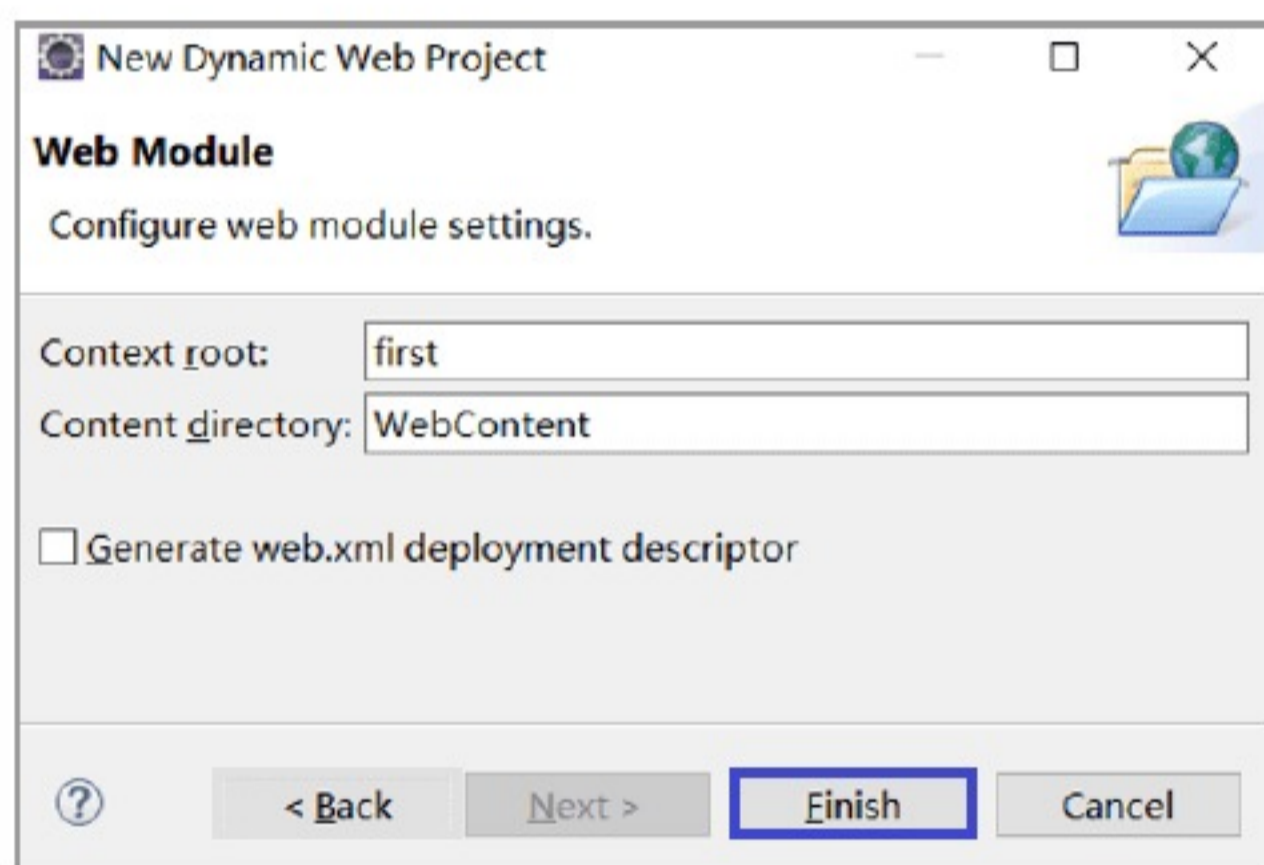 New Dynamic Web Project
Web Module
Configure web module settings.
Context root: first
Content directory: WebContent
Generate web.xml deployment descriptor
? < Back Next > Finish Cancel